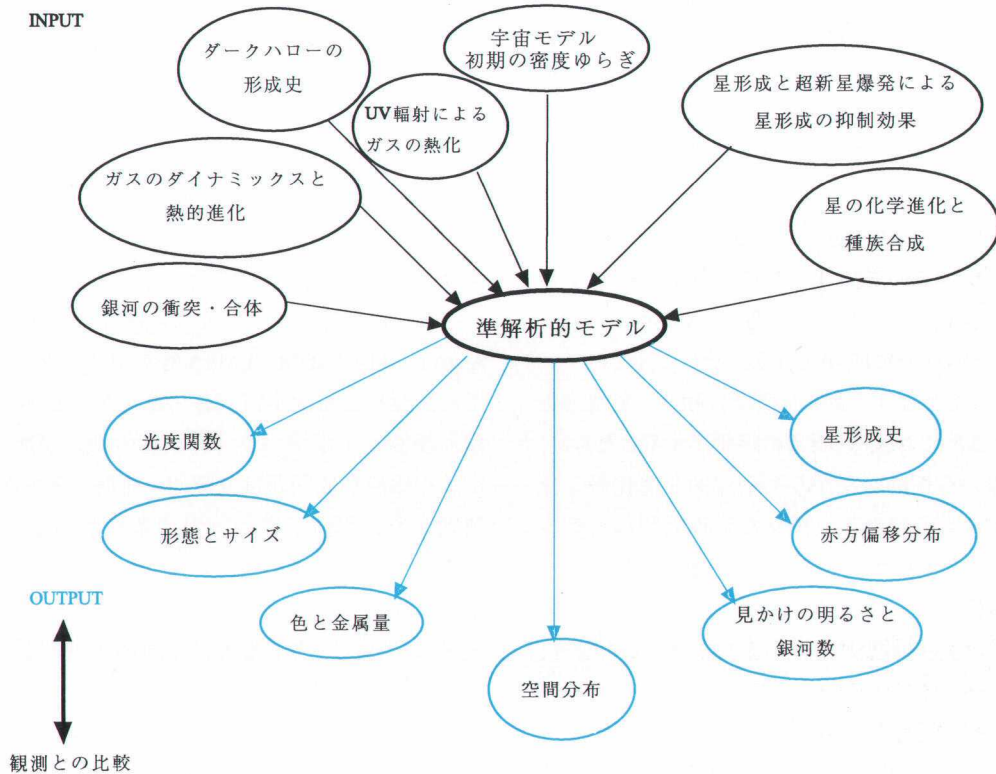 INPUT
ダークハローの
形成史
宇宙モデル
初期の密度ゆらぎ
UV輻射による
ガスの熱化
星形成と超新星爆発による
星形成の抑制効果
ガスのダイナミックスと
熱的進化
星の化学進化と
種族合成
銀河の衝突・合体
準解析的モデル
光度関数
星形成史
形態とサイズ
赤方偏移分布
OUTPUT
色と金属量
見かけの明るさと
銀河数
空間分布
観測との比較